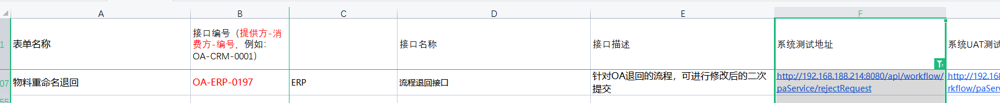 A B C D E F
1 表单名称 接口编号（提供方-消 接口名称 接口描述 系统测试地址 系统UAT测试
费方-编号，例如：
OA-CRM-0001）
07 物料重命名退回 OA-ERP-0197 ERP 流程退回接口 针对OA退回的流程，可进行修改后的二次 http://192.168.188.214:8080/api/workflow/ http://192.168
提交 paService/rejectRequest rkflow/paServ
55